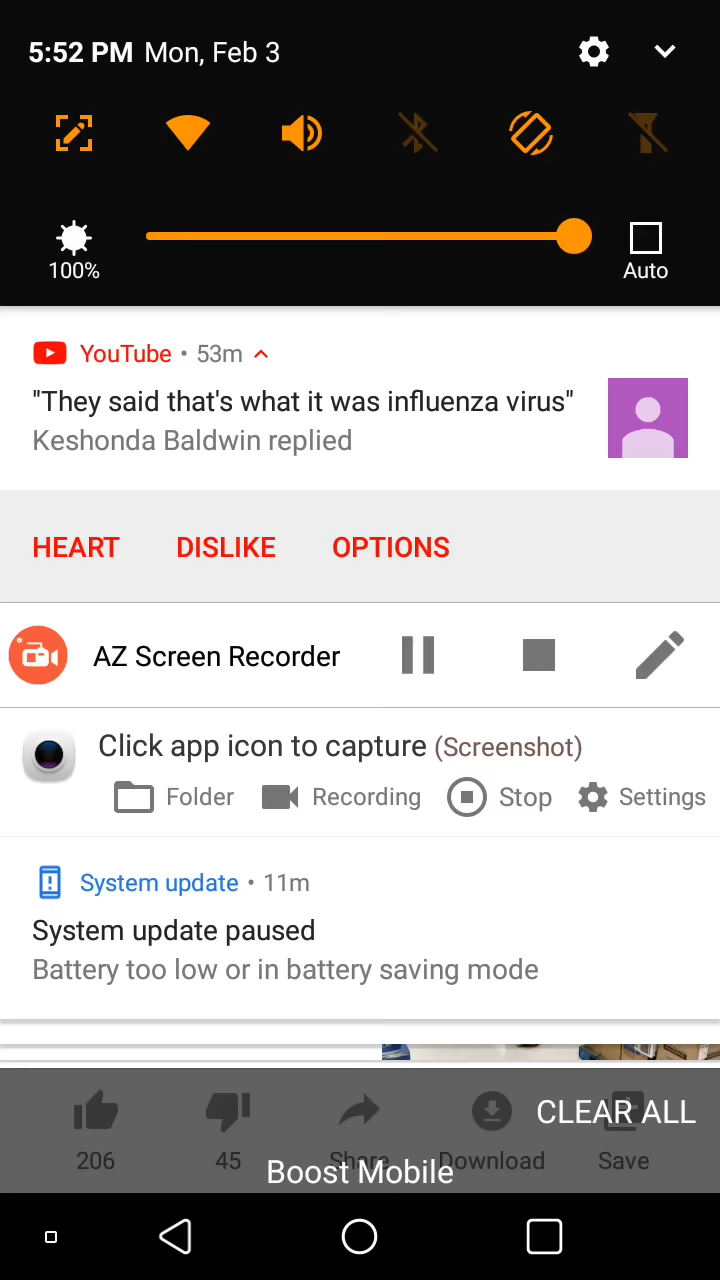 5:52 PM Mon, Feb 3
100%
Auto
YouTube • 53m
"They said that's what it was influenza virus"
Keshonda Baldwin replied
HEART DISLIKE OPTIONS
AZ Screen Recorder
Click app icon to capture (Screenshot)
Folder Recording Stop Settings
System update • 11m
System update paused
Battery too low or in battery saving mode
CLEAR ALL
206 45 Share Download Save
Boost Mobile